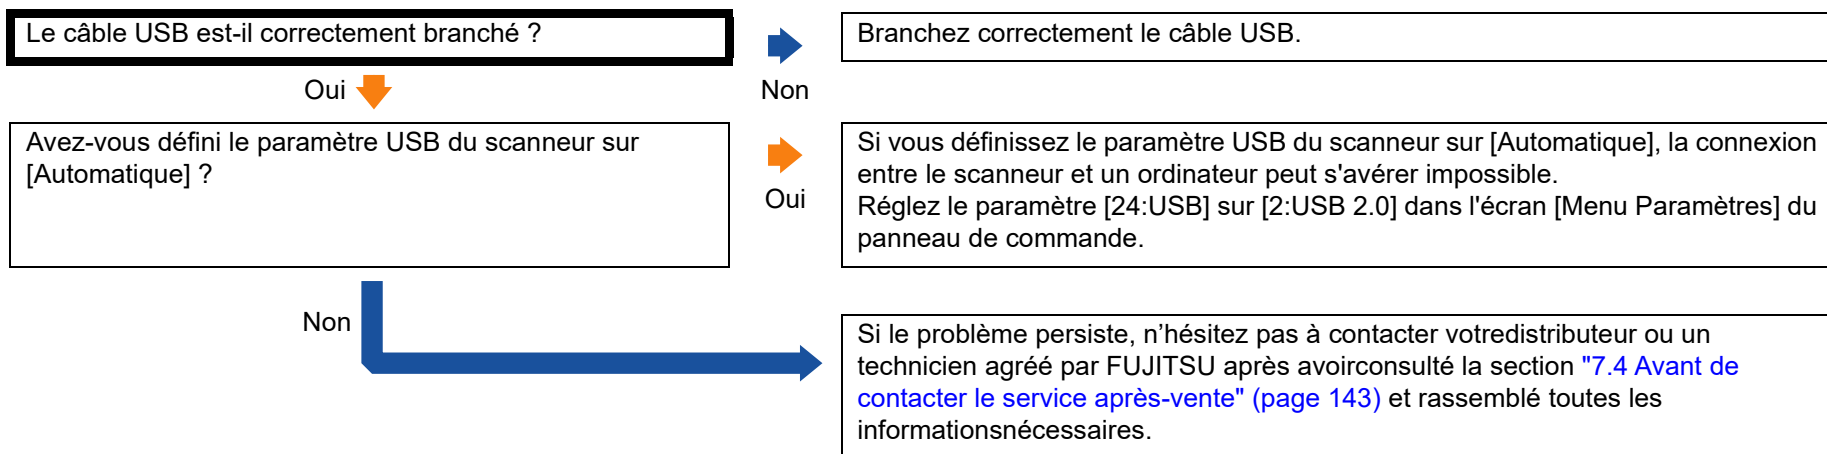 Le câble USB est-il correctement branché ?
Branchez correctement le câble USB.
Oui
Non
Avez-vous défini le paramètre USB du scanneur sur
[Automatique] ?
Oui
Si vous définissez le paramètre USB du scanneur sur [Automatique], la connexion
entre le scanneur et un ordinateur peut s'avérer impossible.
Réglez le paramètre [24:USB] sur [2:USB 2.0] dans l'écran [Menu Paramètres] du
panneau de commande.
Non
Si le problème persiste, n’hésitez pas à contacter votredistributeur ou un
technicien agréé par FUJITSU après avoirconsulté la section "7.4 Avant de
contacter le service après-vente" (page 143) et rassemblé toutes les
informationsnécessaires.